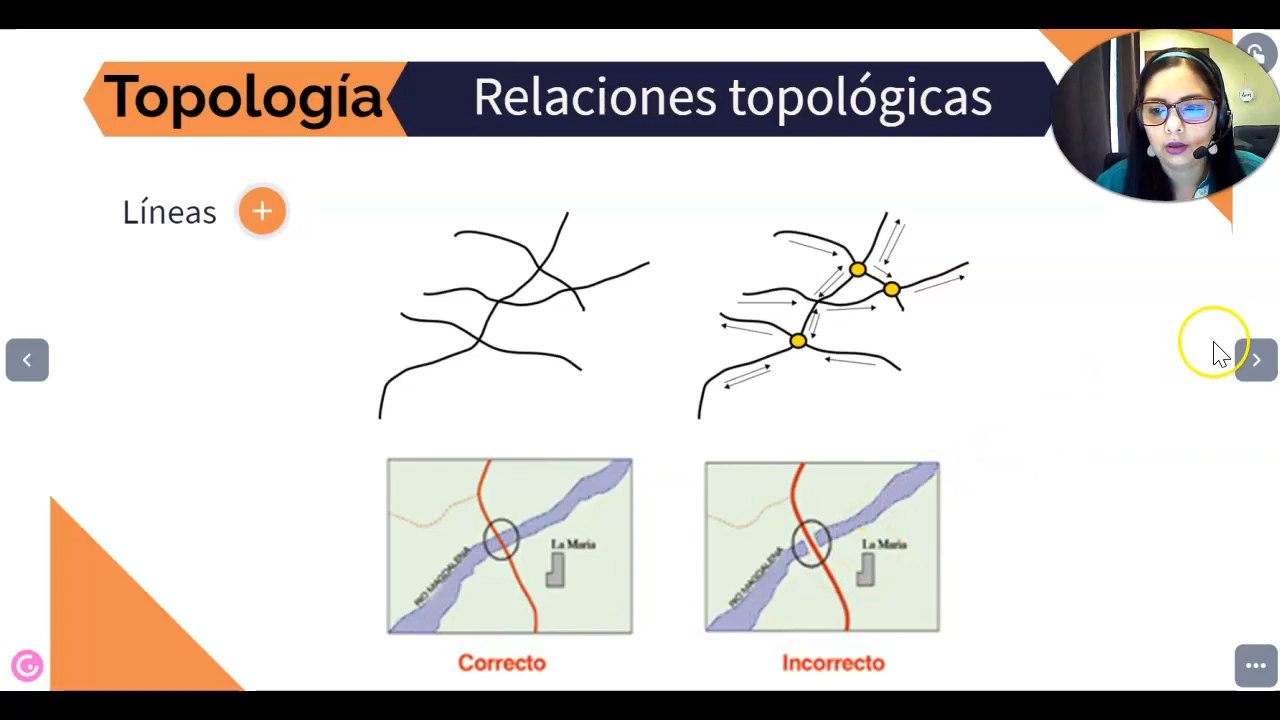 Topología
Relaciones topológicas
Líneas
RIO MAGDALENA
La Maria
RIO MAGDALENA
La Maria
Correcto
Incorrecto